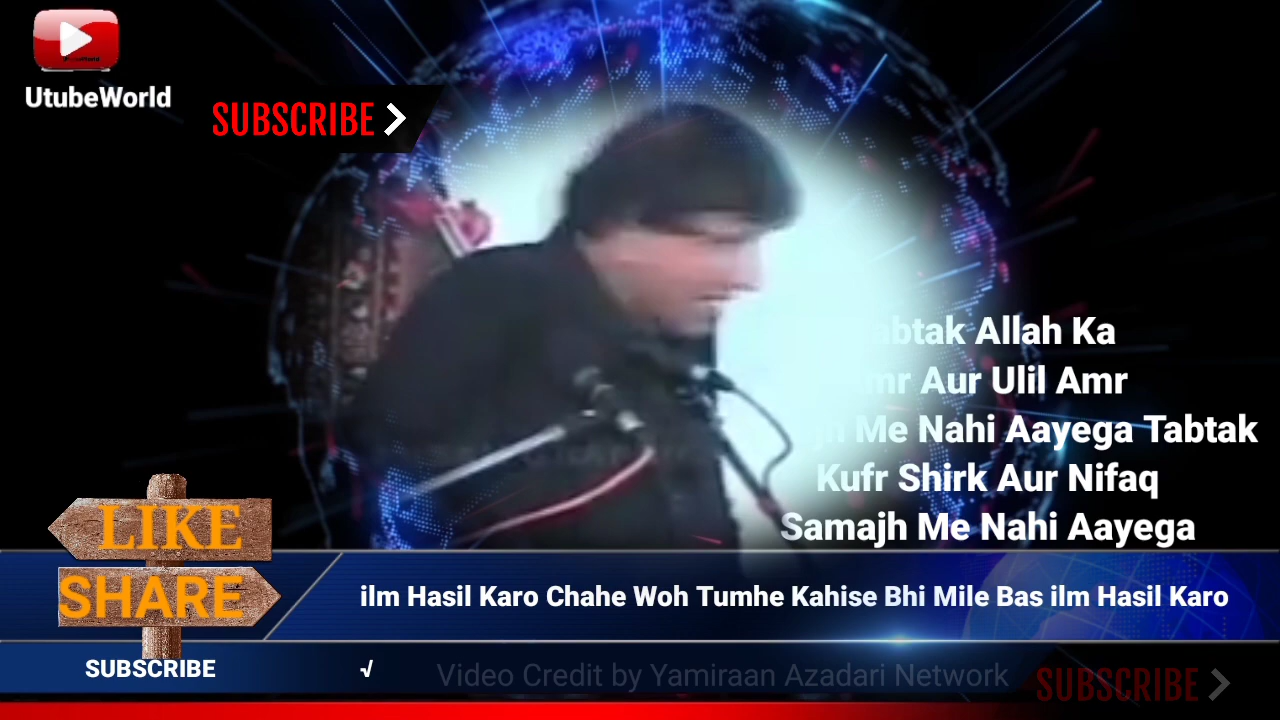 UtubeWorld
SUBSCRIBE
Allah Ka
Aur Ulil Amr
Me Nahi Aayega Tabtak
Kufr Shirk Aur Nifaq
Samajh Me Nahi Aayega
LIKE
SHARE
ilm Hasil Karo Chahe Woh Tumhe Kahise Bhi Mile Bas ilm Hasil Karo
SUBSCRIBE √
Video Credit by Yamiraan Azadari Network
SUBSCRIBE